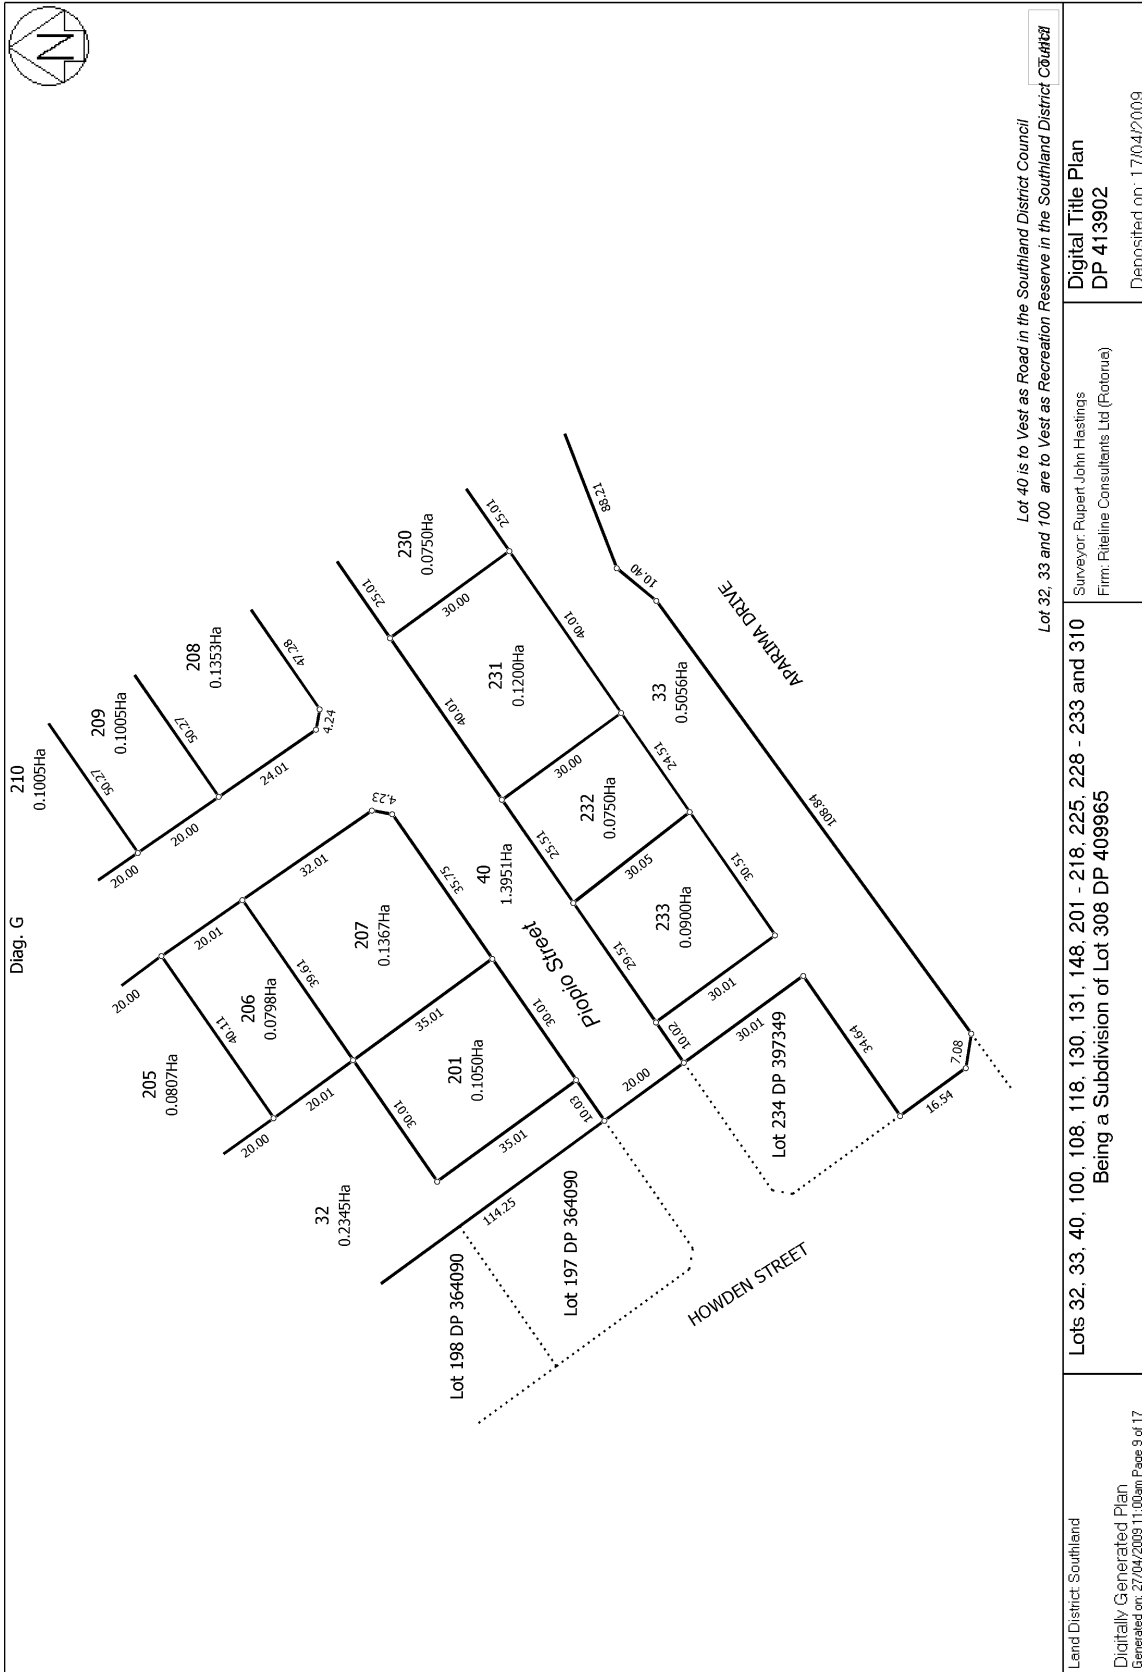 Diag. G
N
210
0.1005Ha
209
0.1005Ha
208
0.1353Ha
50.27
50.27
47.28
20.00
20.00
24.01
4.24
205
0.0807Ha
20.00
20.01
32.01
4.23
206
0.0798Ha
40.11
39.61
207
0.1367Ha
35.75
20.00
20.01
30.01
35.01
201
0.1050Ha
30.01
35.01
10.03
32
0.2345Ha
114.25
40
1.3951Ha
Piopio Street
25.01
230
0.0750Ha
30.00
25.01
40.01
231
0.1200Ha
40.01
30.00
25.51
232
0.0750Ha
24.51
30.05
29.51
233
0.0900Ha
30.51
30.01
10.02
20.00
30.01
34.64
33
0.5056Ha
88.21
10.40
108.84
7.08
16.54
APARIMA DRIVE
Lot 234 DP 397349
Lot 197 DP 364090
Lot 198 DP 364090
HOWDEN STREET
Lot 40 is to Vest as Road in the Southland District Council
Lot 32, 33 and 100 are to Vest as Recreation Reserve in the Southland District Council
Land District: Southland
Digitally Generated Plan
Generated on: 27/04/2009 11:00am Page 9 of 17
Lots 32, 33, 40, 100, 108, 118, 130, 131, 148, 201 - 218, 225, 228 - 233 and 310
Being a Subdivision of Lot 308 DP 409965
Surveyor: Rupert John Hastings
Firm: Riteline Consultants Ltd (Rotorua)
Digital Title Plan
DP 413902
Deposited on: 17/04/2009